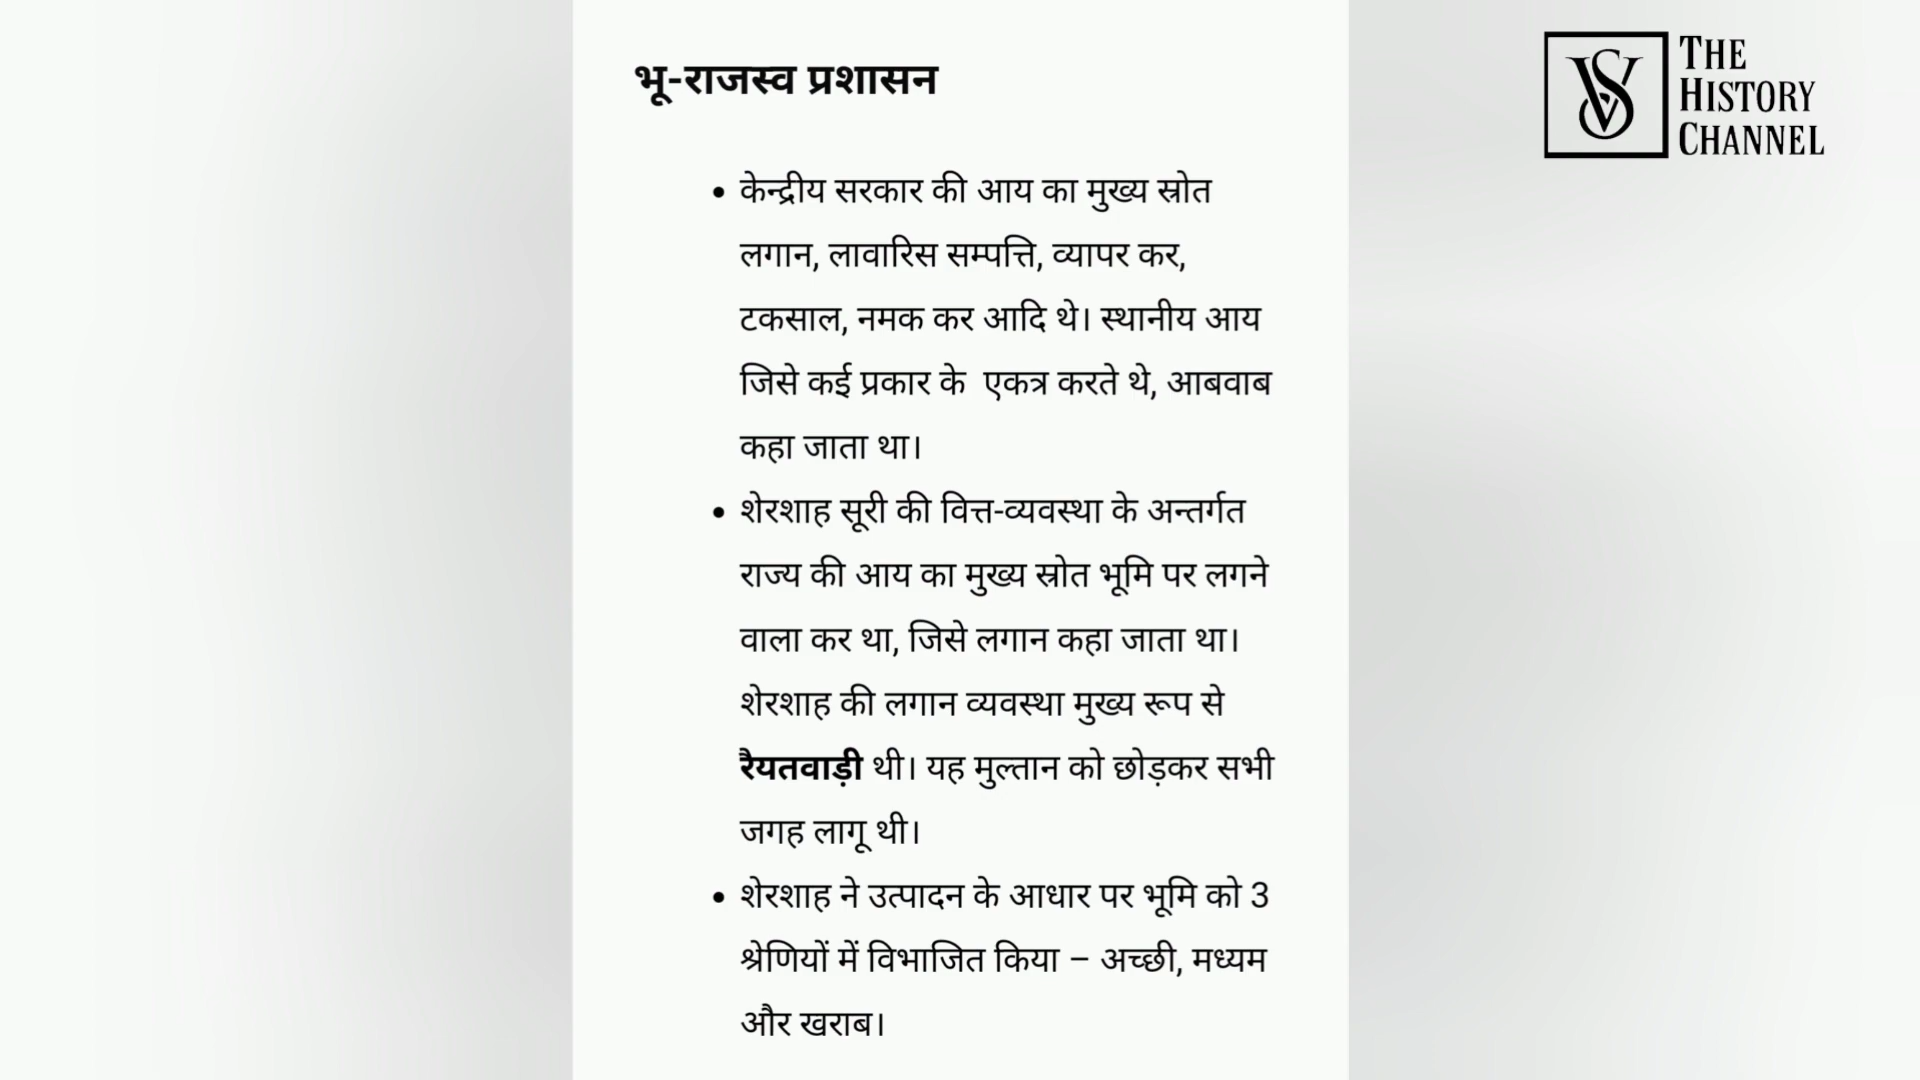 भू-राजस्व प्रशासन
THE
HISTORY
CHANNEL
VS
• केन्द्रीय सरकार की आय का मुख्य स्रोत
लगान, लावारिस सम्पत्ति, व्यापर कर,
टकसाल, नमक कर आदि थे। स्थानीय आय
जिसे कई प्रकार के एकत्र करते थे, आबवाब
कहा जाता था।
• शेरशाह सूरी की वित्त-व्यवस्था के अन्तर्गत
राज्य की आय का मुख्य स्रोत भूमि पर लगने
वाला कर था, जिसे लगान कहा जाता था।
शेरशाह की लगान व्यवस्था मुख्य रूप से
रैयतवाड़ी थी। यह मुल्तान को छोड़कर सभी
जगह लागू थी।
• शेरशाह ने उत्पादन के आधार पर भूमि को 3
श्रेणियों में विभाजित किया – अच्छी, मध्यम
और खराब।